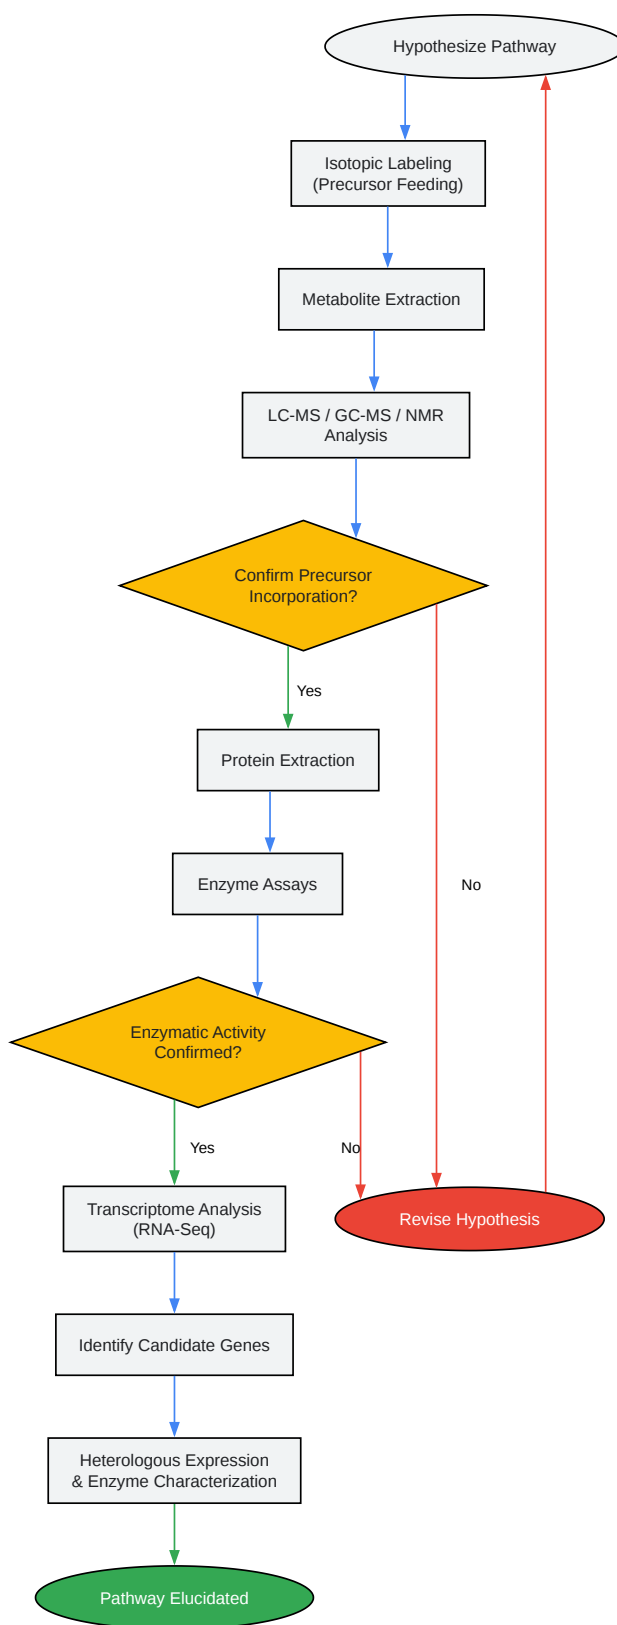 Hypothesize Pathway
Isotopic Labeling
(Precursor Feeding)
Metabolite Extraction
LC-MS / GC-MS / NMR
Analysis
Confirm Precursor
Incorporation?
Yes
Protein Extraction
Enzyme Assays
No
Enzymatic Activity
Confirmed?
Yes
No
Transcriptome Analysis
(RNA-Seq)
Revise Hypothesis
Identify Candidate Genes
Heterologous Expression
& Enzyme Characterization
Pathway Elucidated